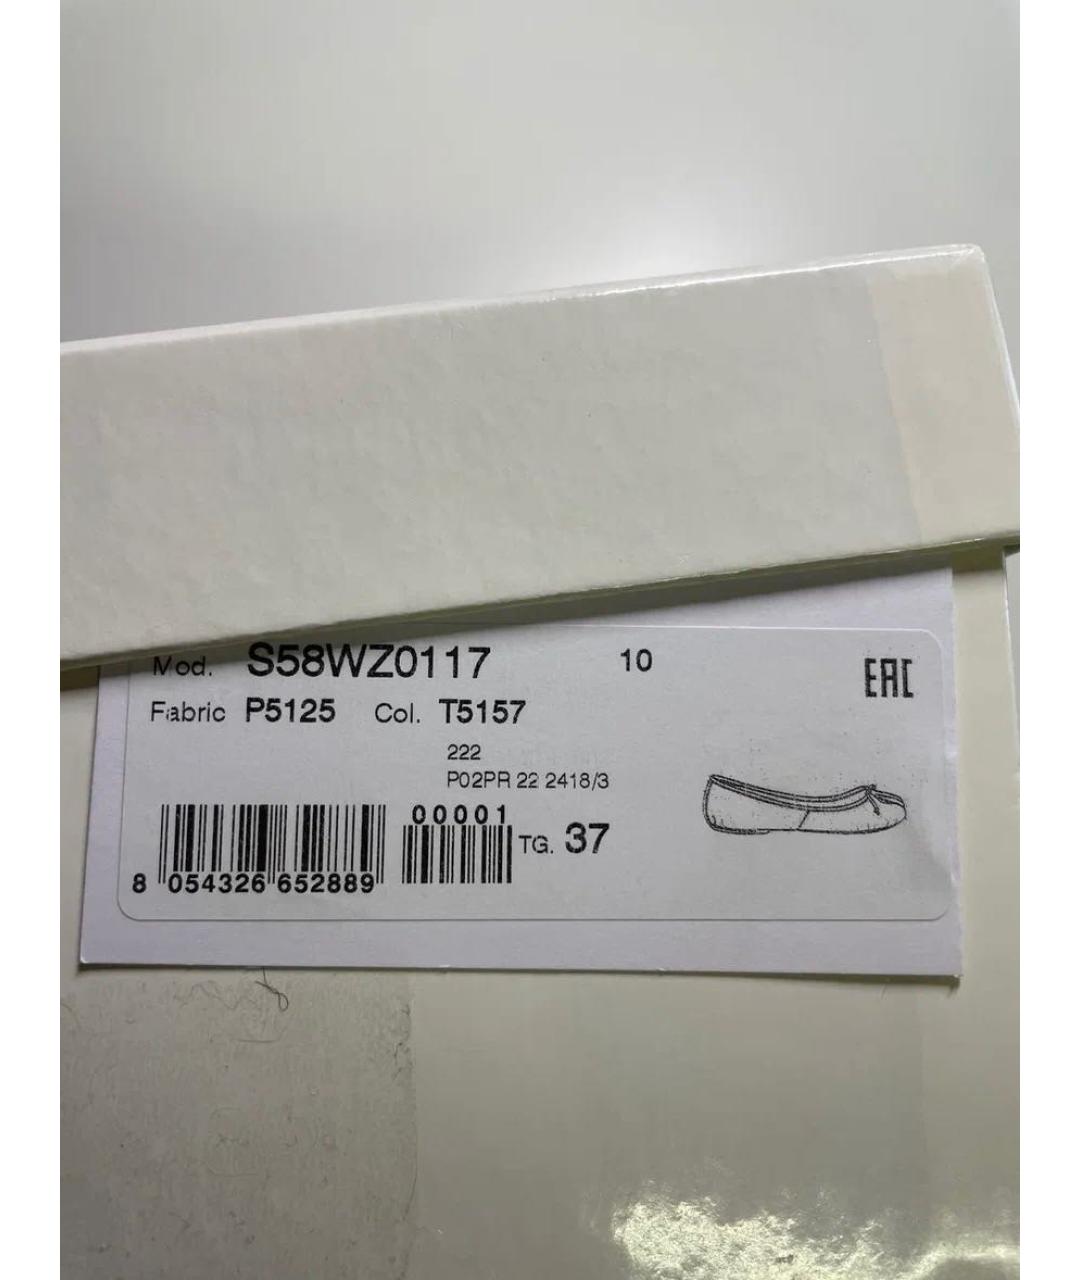 Mod. S58WZ0117 10
EAC
Fabric P5125 Col. T5157
222
P02PR 22 2418/3
00001
TG. 37
8 054326 652889